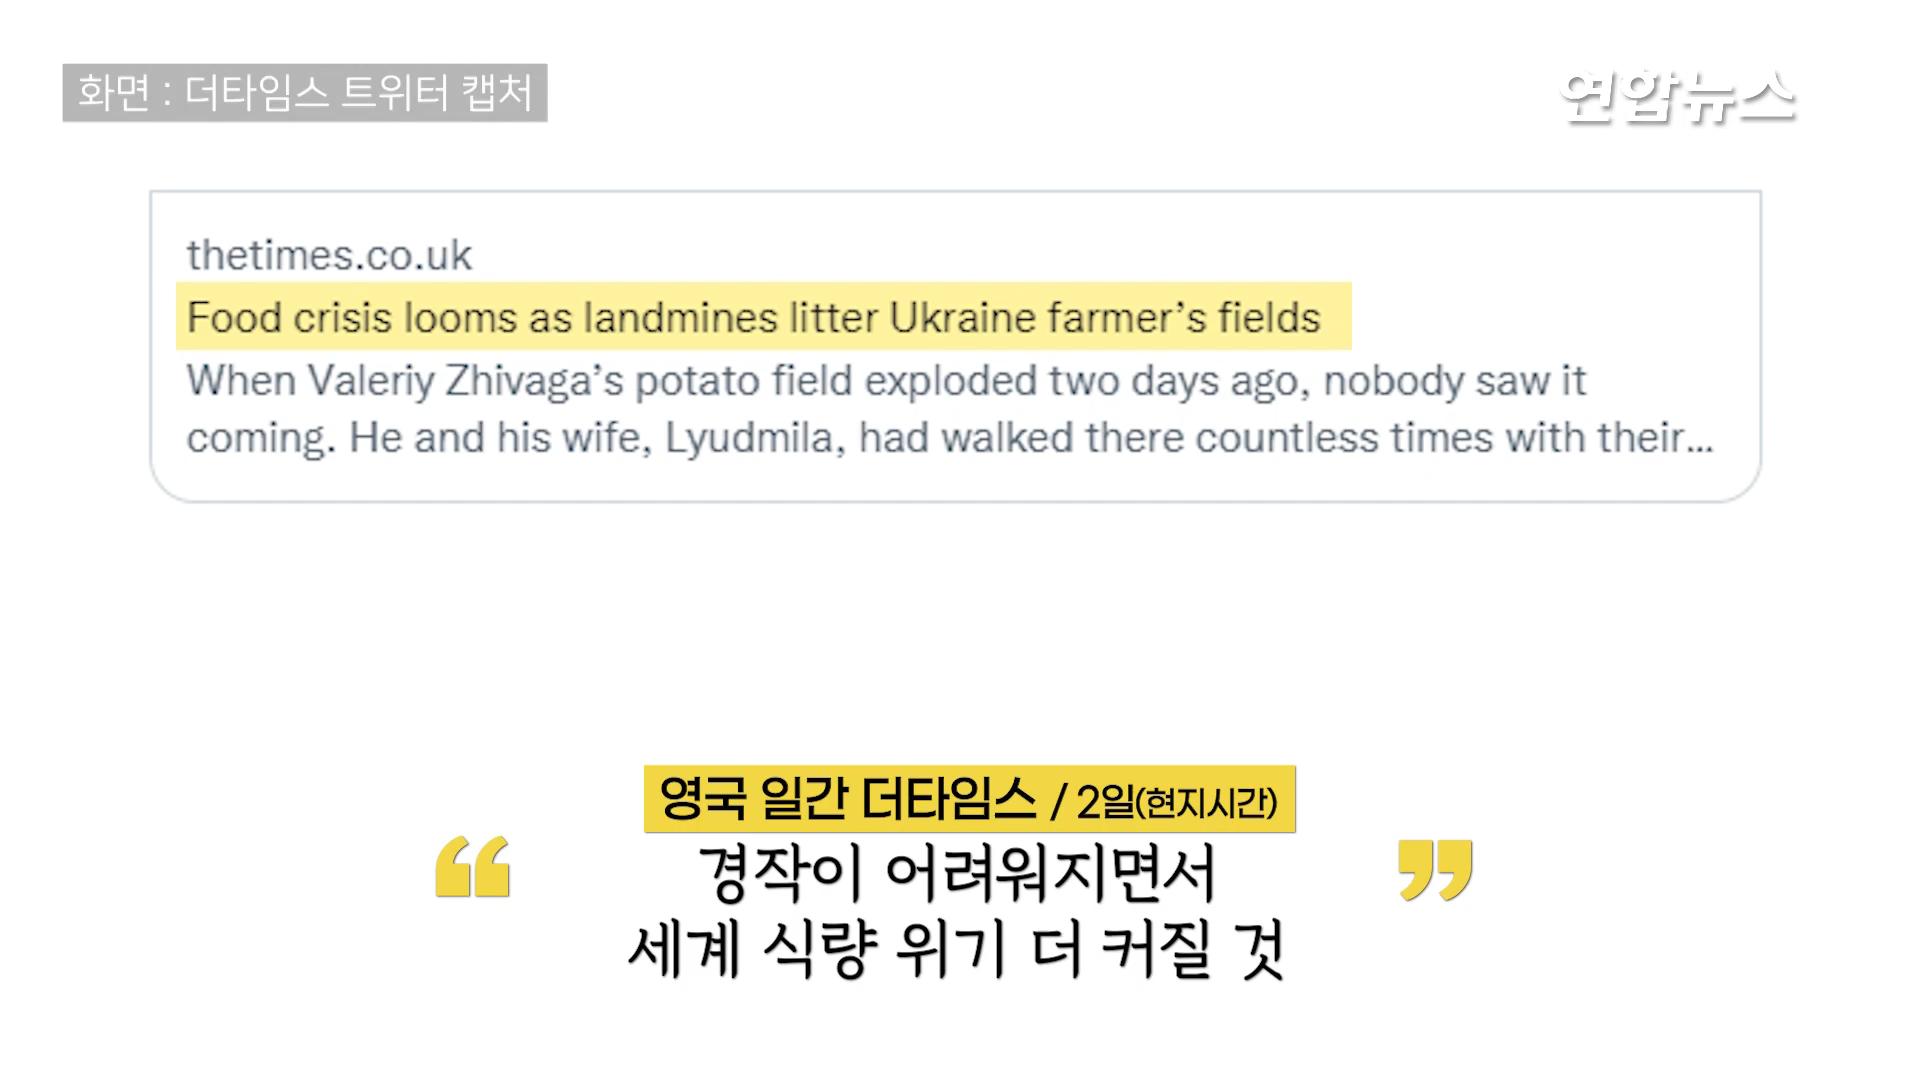 화면 : 더타임스 트위터 캡처
연합뉴스
thetimes.co.uk
Food crisis looms as landmines litter Ukraine farmer’s fields
When Valeriy Zhivaga’s potato field exploded two days ago, nobody saw it
coming. He and his wife, Lyudmila, had walked there countless times with their...
영국 일간 더타임스 / 2일(현지시간)
“경작이 어려워지면서
세계 식량 위기 더 커질 것”